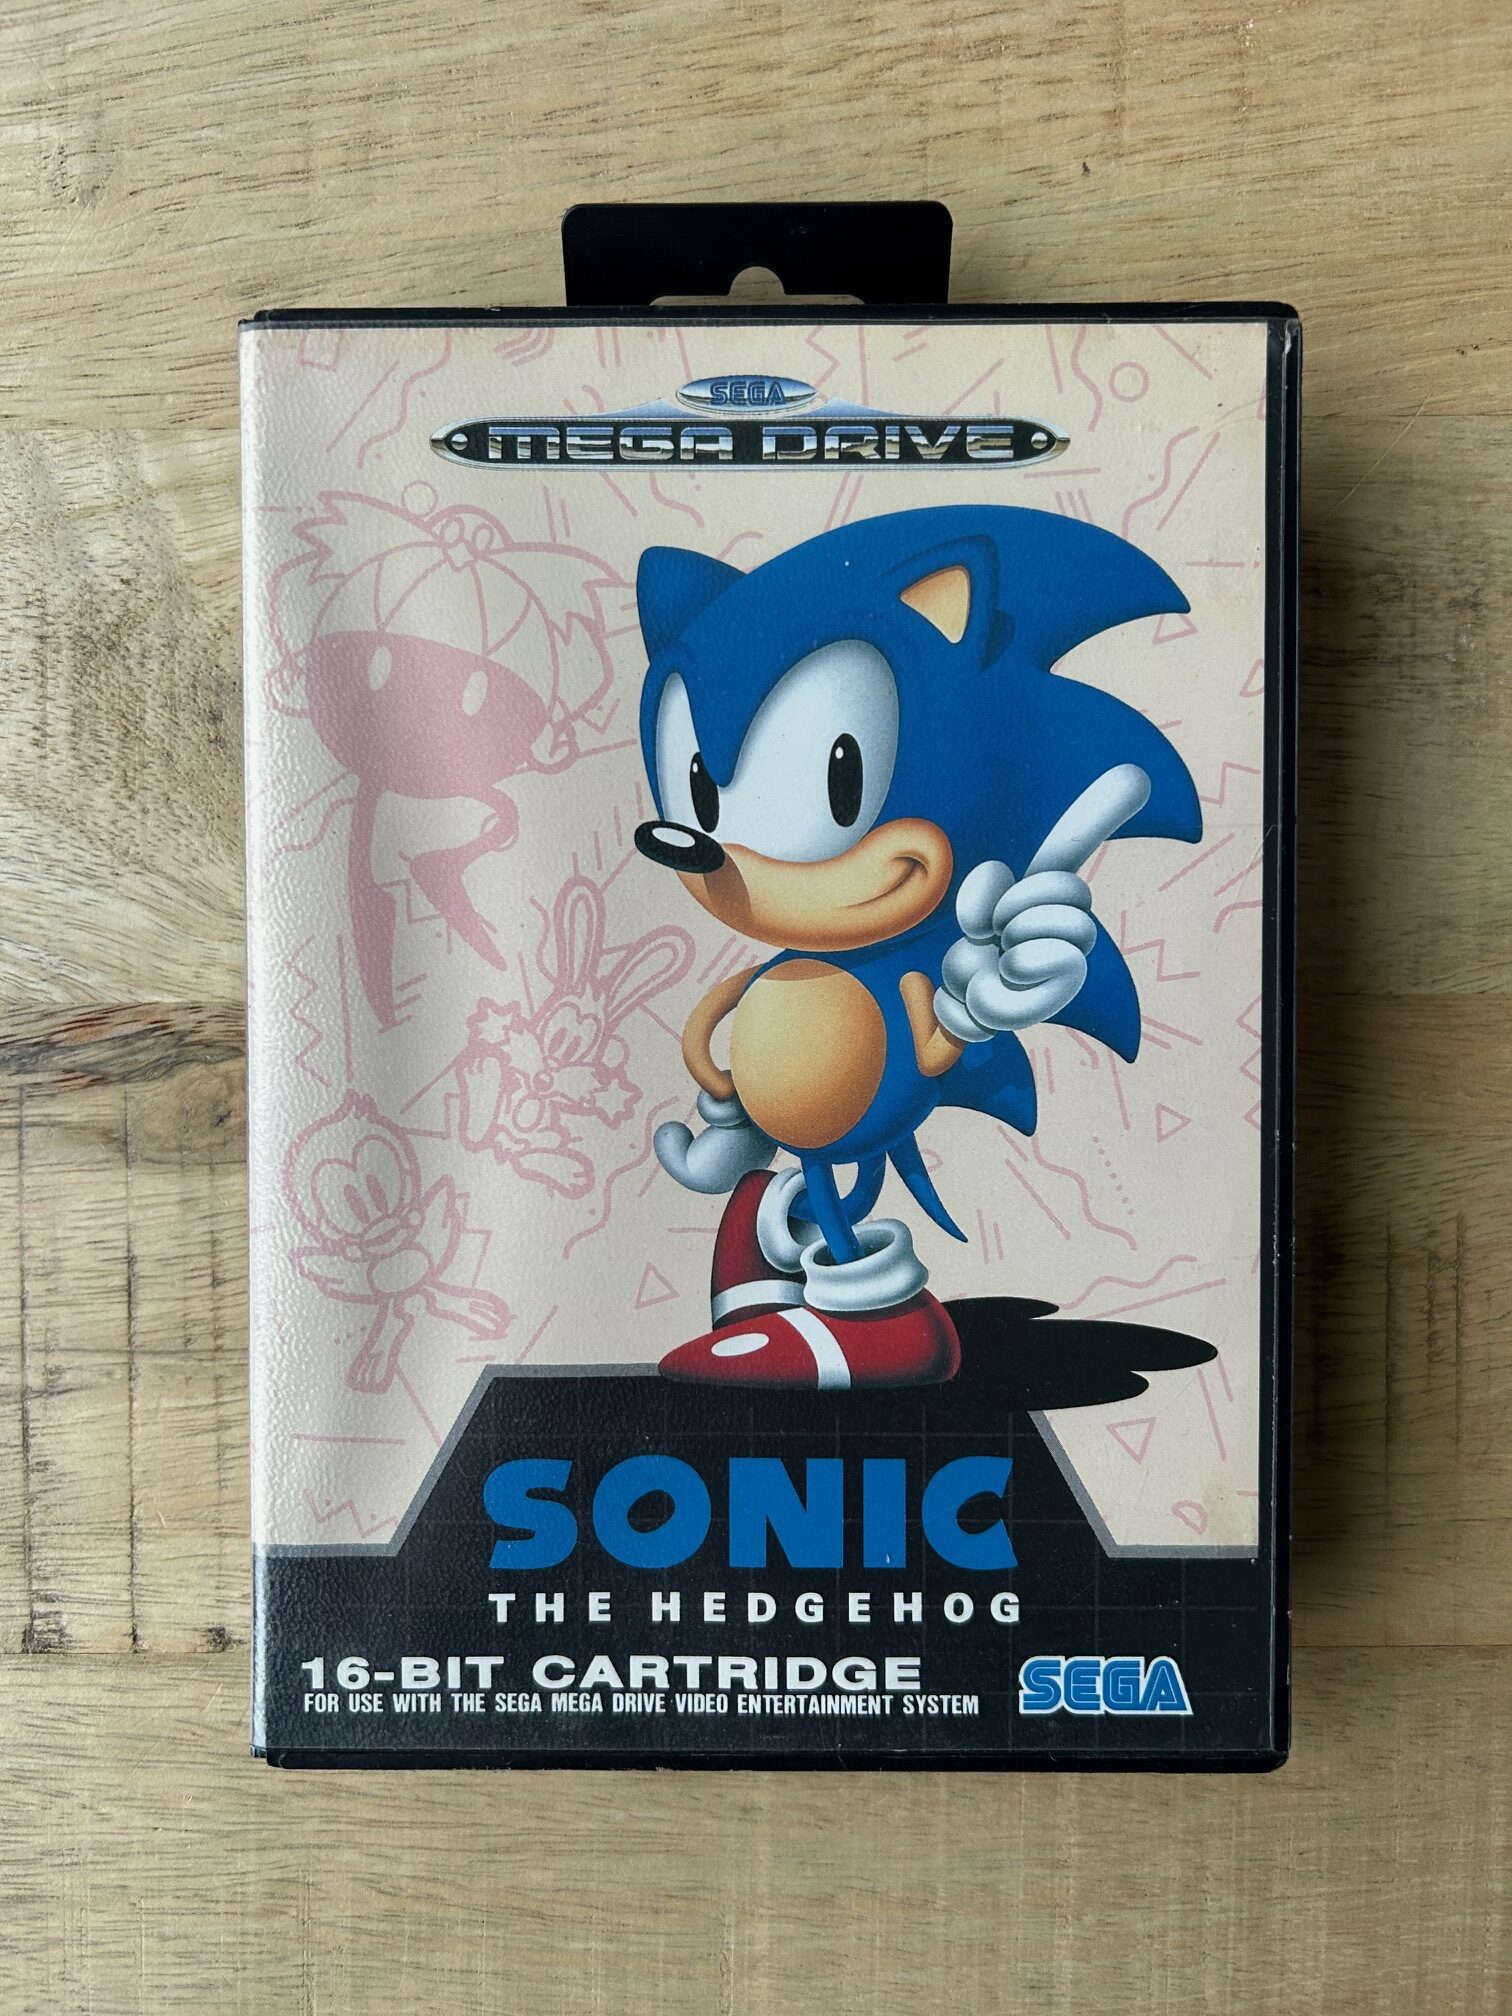 SEGA
MEGA DRIVE
SONIC
THE HEDGEHOG
16-BIT CARTRIDGE
FOR USE WITH THE SEGA MEGA DRIVE VIDEO ENTERTAINMENT SYSTEM
SEGA